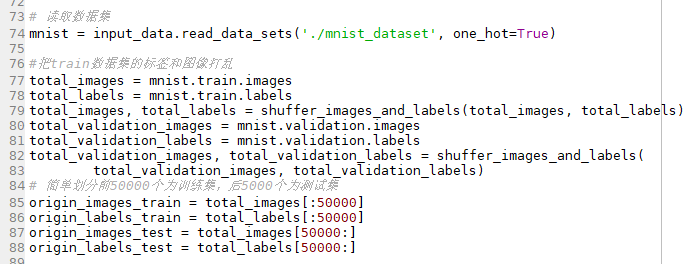 72
73 # 读取数据集
74 mnist = input_data.read_data_sets('./mnist_dataset', one_hot=True)
75
76 #把train数据集的标签和图像打乱
77 total_images = mnist.train.images
78 total_labels = mnist.train.labels
79 total_images, total_labels = shuffer_images_and_labels(total_images, total_labels)
80 total_validation_images = mnist.validation.images
81 total_validation_labels = mnist.validation.labels
82 total_validation_images, total_validation_labels = shuffer_images_and_labels(
83         total_validation_images, total_validation_labels)
84 # 简单划分前50000个为训练集，后5000个为测试集
85 origin_images_train = total_images[:50000]
86 origin_labels_train = total_labels[:50000]
87 origin_images_test = total_images[50000:]
88 origin_labels_test = total_labels[50000:]
89